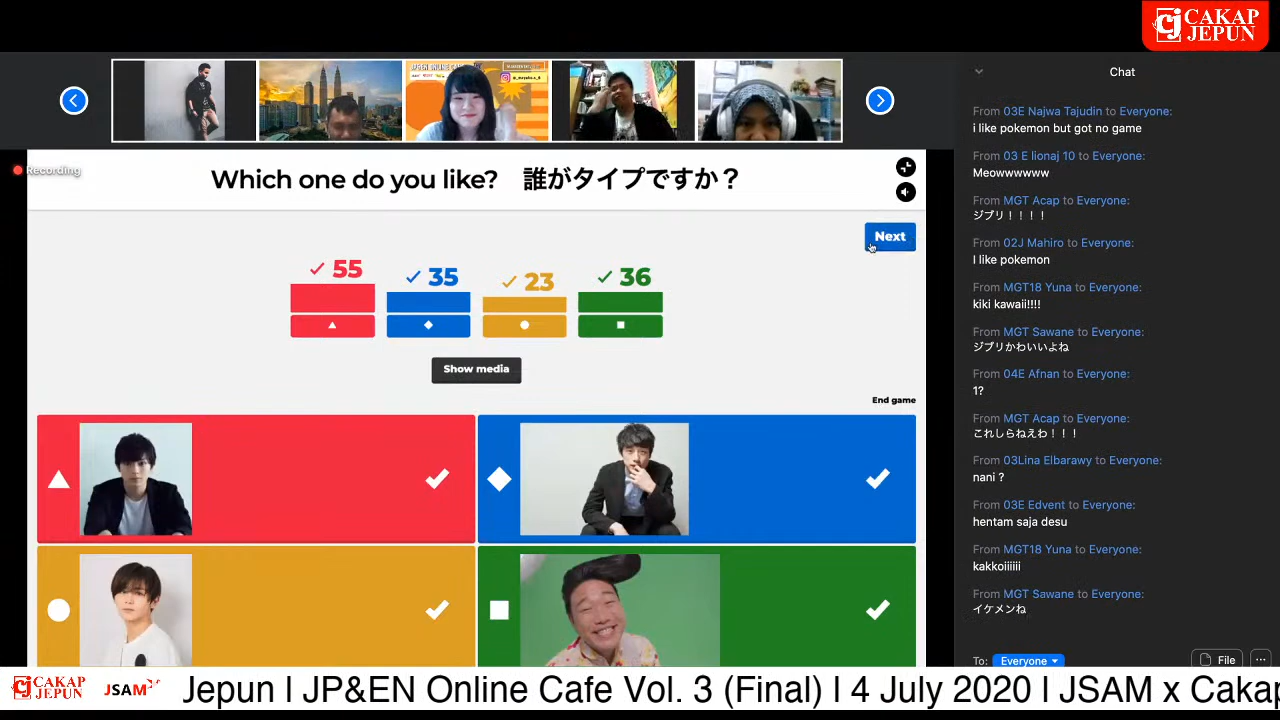 CAKAP
JEPUN
Chat
Recording
Which one do you like? 誰がタイプですか？
Next
55
35
23
36
Show media
End game
From 03E Najwa Tajudin to Everyone:
i like pokemon but got no game
From 03 E lionaj 10 to Everyone:
Meowwwwww
From MGT Acap to Everyone:
ジブリ！！！！
From 02J Mahiro to Everyone:
I like pokemon
From MGT18 Yuna to Everyone:
kiki kawaii!!!!
From MGT Sawane to Everyone:
ジブリかわいいよね
From 04E Afnan to Everyone:
1?
From MGT Acap to Everyone:
これしらねえわ！！！
From 03Lina Elbarawy to Everyone:
nani ?
From 03E Edvent to Everyone:
hentam saja desu
From MGT18 Yuna to Everyone:
kakkoiiiiii
From MGT Sawane to Everyone:
イケメンね
To: Everyone
File
CAKAP
JEPUN
JSAM
Jepun l JP&EN Online Cafe Vol. 3 (Final) l 4 July 2020 l JSAM x Cakap